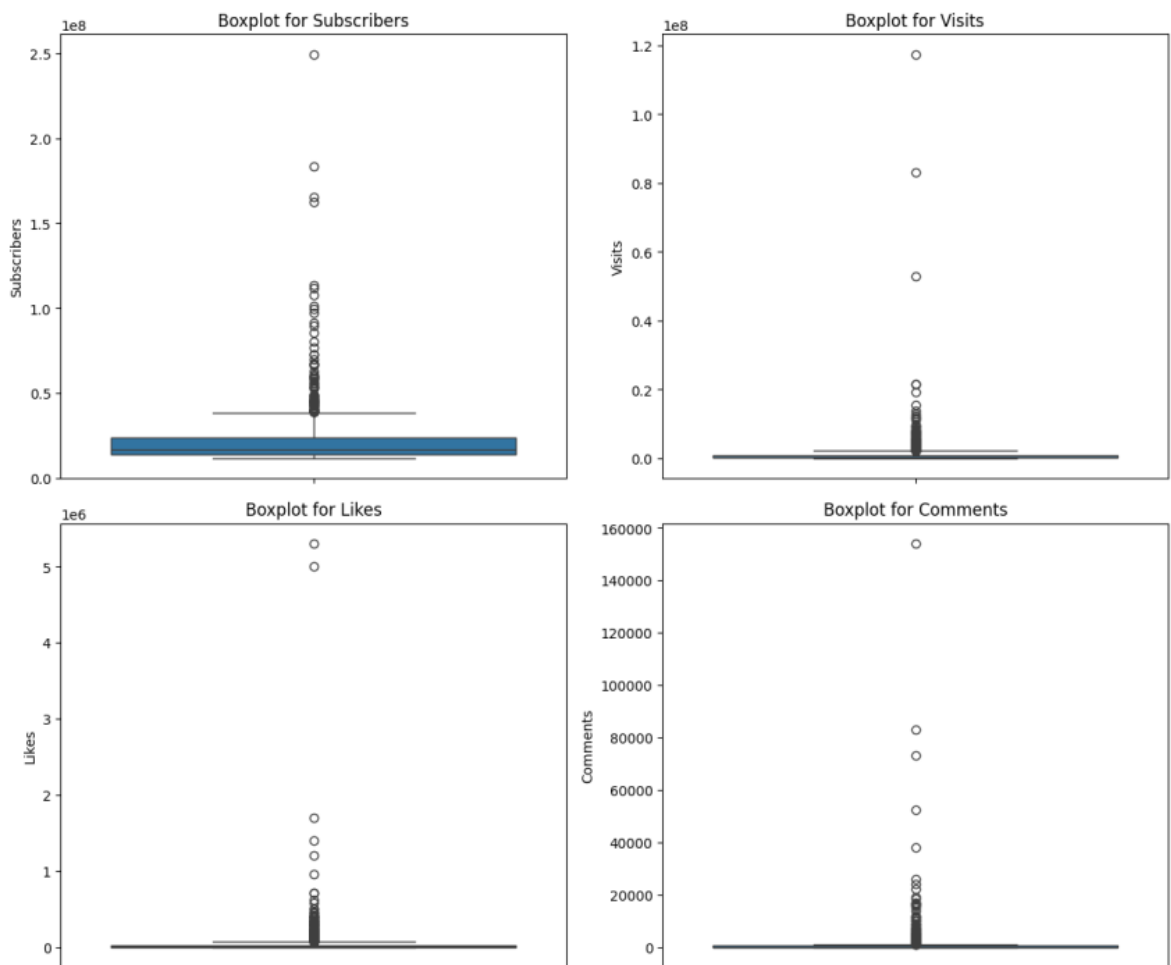 Boxplot for Subscribers
1e8
2.5
2.0
1.5
1.0
0.5
0.0
Subscribers
Boxplot for Visits
1e8
1.2
1.0
0.8
0.6
0.4
0.2
0.0
Visits
Boxplot for Likes
1e6
5
4
3
2
1
0
Likes
Boxplot for Comments
160000
140000
120000
100000
80000
60000
40000
20000
0
Comments